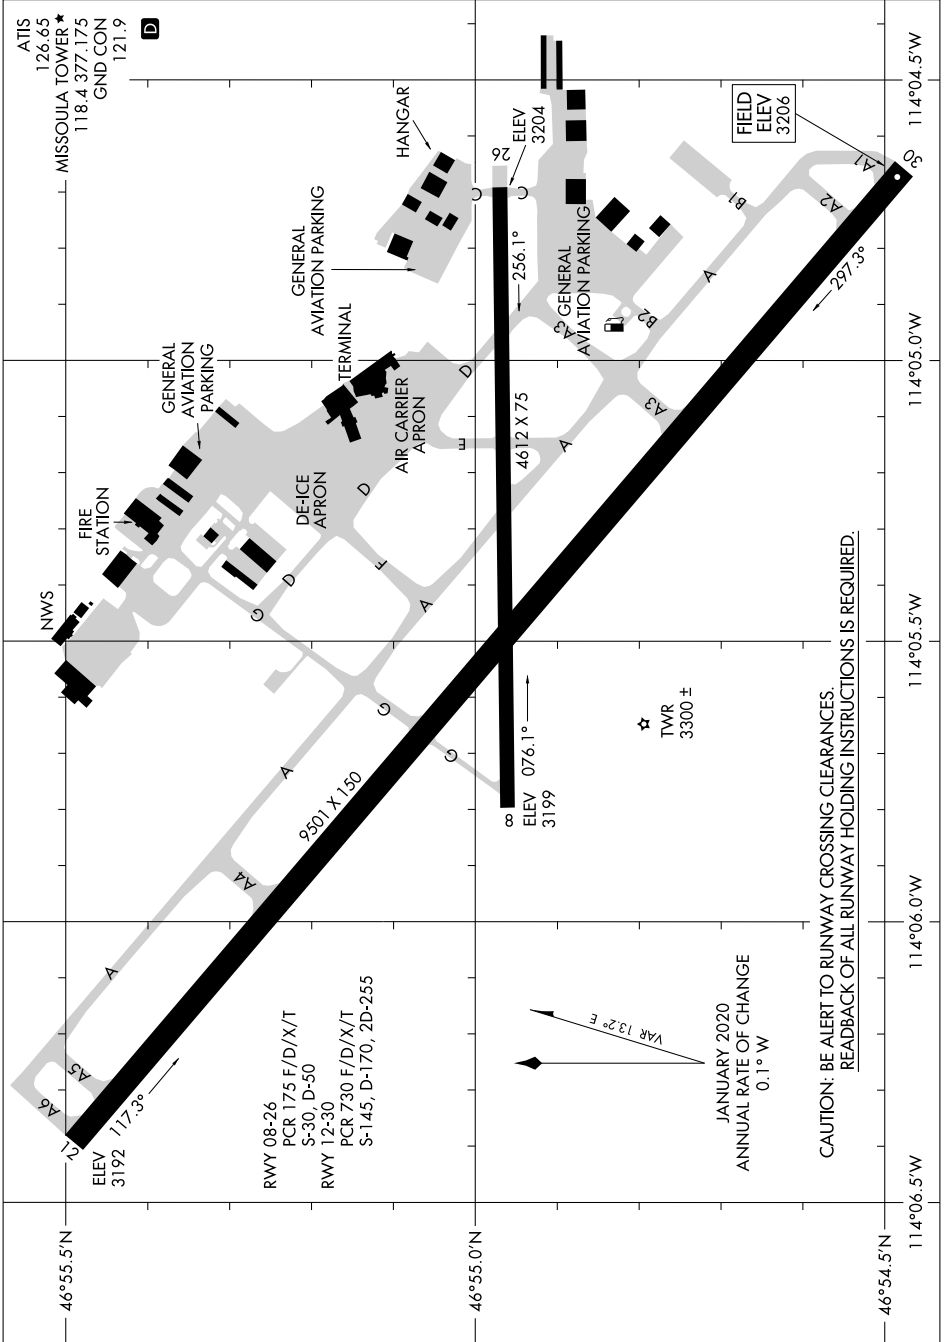 ATIS
126.65
MISSOULA TOWER★
118.4 377.175
GND CON
121.9
D
HANGAR
GENERAL
AVIATION PARKING
TERMINAL
GENERAL
AVIATION
PARKING
FIRE
STATION
NWS
DE-ICE
APRON
AIR CARRIER
APRON
26
ELEV
3204
C
C
256.1°
4612 X 75
GENERAL
AVIATION PARKING
FIELD
ELEV
3206
30
A1
A2
B1
A
B2
A3
A3
297.3°
D
E
A
D
F
A
D
G
G
G
A
9501 X 150
A4
A
A5
A6
12
ELEV
3192
117.3°
8
ELEV
3199
076.1°
TWR
3300 ±
RWY 08-26
PCR 175 F/D/X/T
S-30, D-50
RWY 12-30
PCR 730 F/D/X/T
S-145, D-170, 2D-255
VAR 13.2° E
JANUARY 2020
ANNUAL RATE OF CHANGE
0.1° W
CAUTION: BE ALERT TO RUNWAY CROSSING CLEARANCES.
READBACK OF ALL RUNWAY HOLDING INSTRUCTIONS IS REQUIRED.
46°55.5'N
46°55.0'N
46°54.5'N
114°06.5'W
114°06.0'W
114°05.5'W
114°05.0'W
114°04.5'W